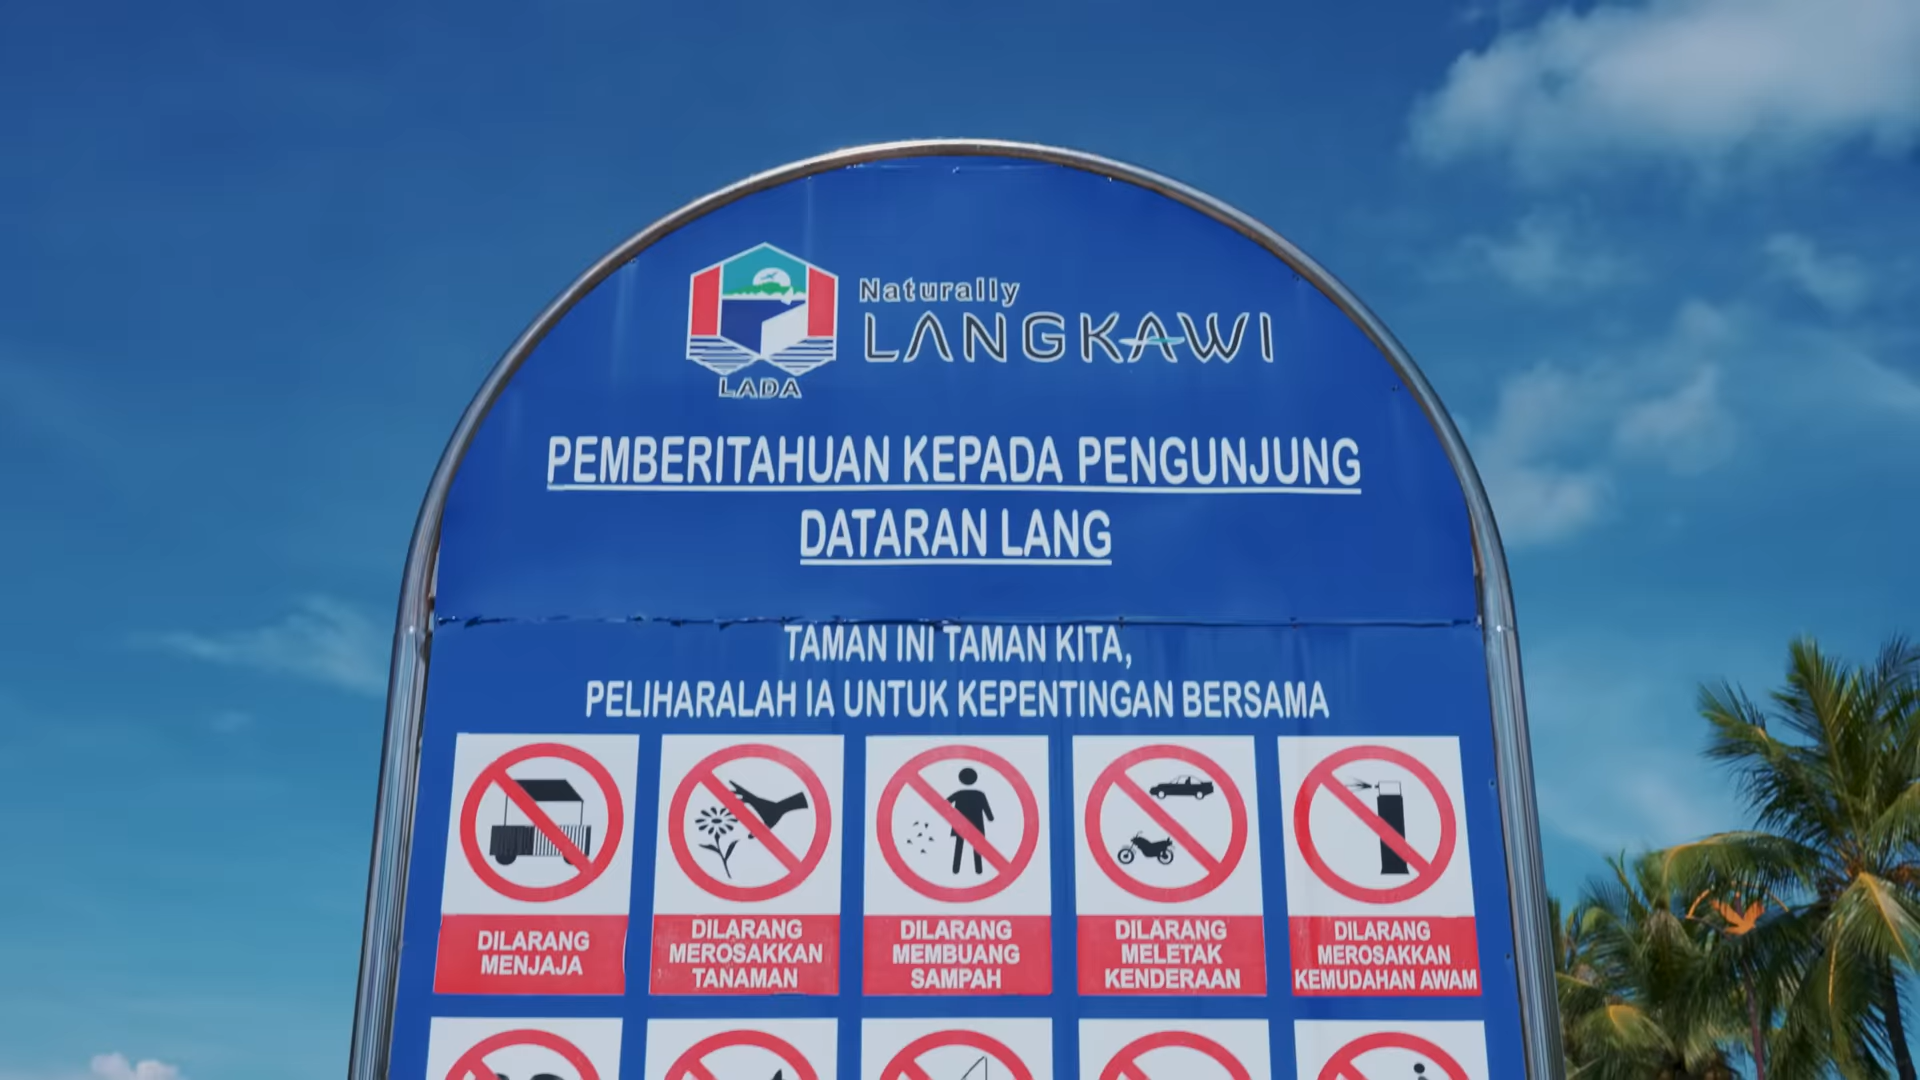 Naturally
LANGKAWI
LADA
PEMBERITAHUAN KEPADA PENGUNJUNG
DATARAN LANG
TAMAN INI TAMAN KITA,
PELIHARALAH IA UNTUK KEPENTINGAN BERSAMA
DILARANG
MENJAJA
DILARANG
MEROSAKKAN
TANAMAN
DILARANG
MEMBUANG
SAMPAH
DILARANG
MELETAK
KENDERAAN
DILARANG
MEROSAKKAN
KEMUDAHAN AWAM